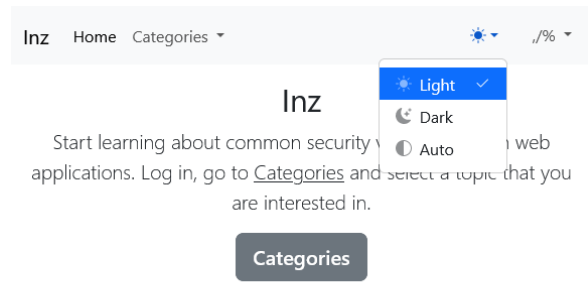 Inz Home Categories ,/%
Light
Inz
Dark
Start learning about common security web
Auto
applications. Log in, go to Categories and select a topic that you
are interested in.
Categories